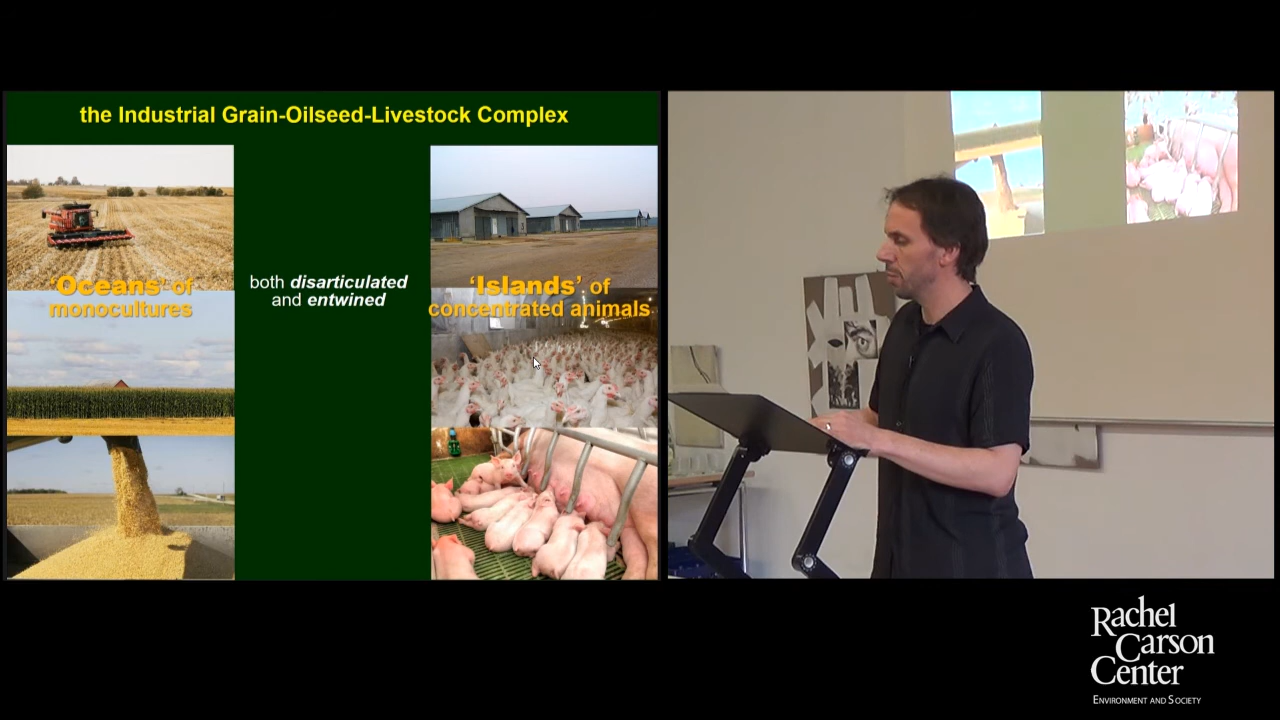 the Industrial Grain-Oilseed-Livestock Complex
'Oceans' of
monocultures
both disarticulated
and entwined
'Islands' of
concentrated animals
Rachel
Carson
Center
ENVIRONMENT AND SOCIETY